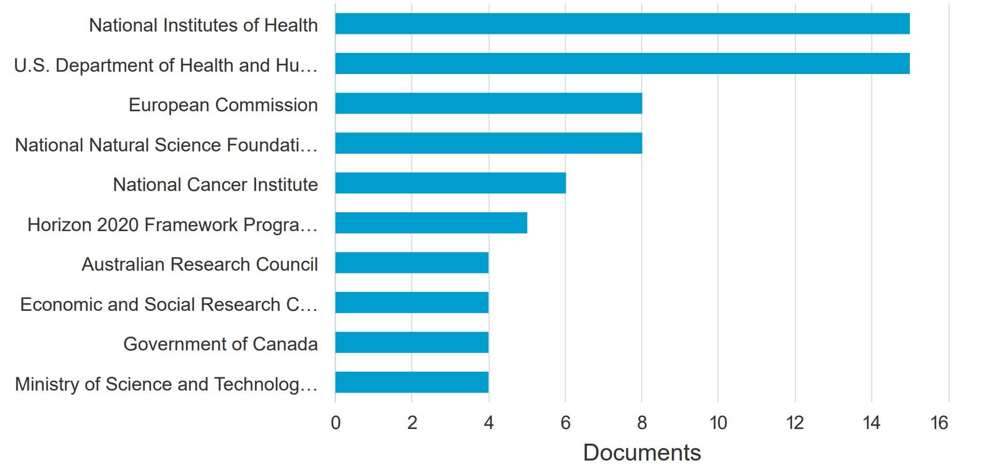 National Institutes of Health
U.S. Department of Health and Hu…
European Commission
National Natural Science Foundati…
National Cancer Institute
Horizon 2020 Framework Progra…
Australian Research Council
Economic and Social Research C…
Government of Canada
Ministry of Science and Technolog…
0 2 4 6 8 10 12 14 16
Documents